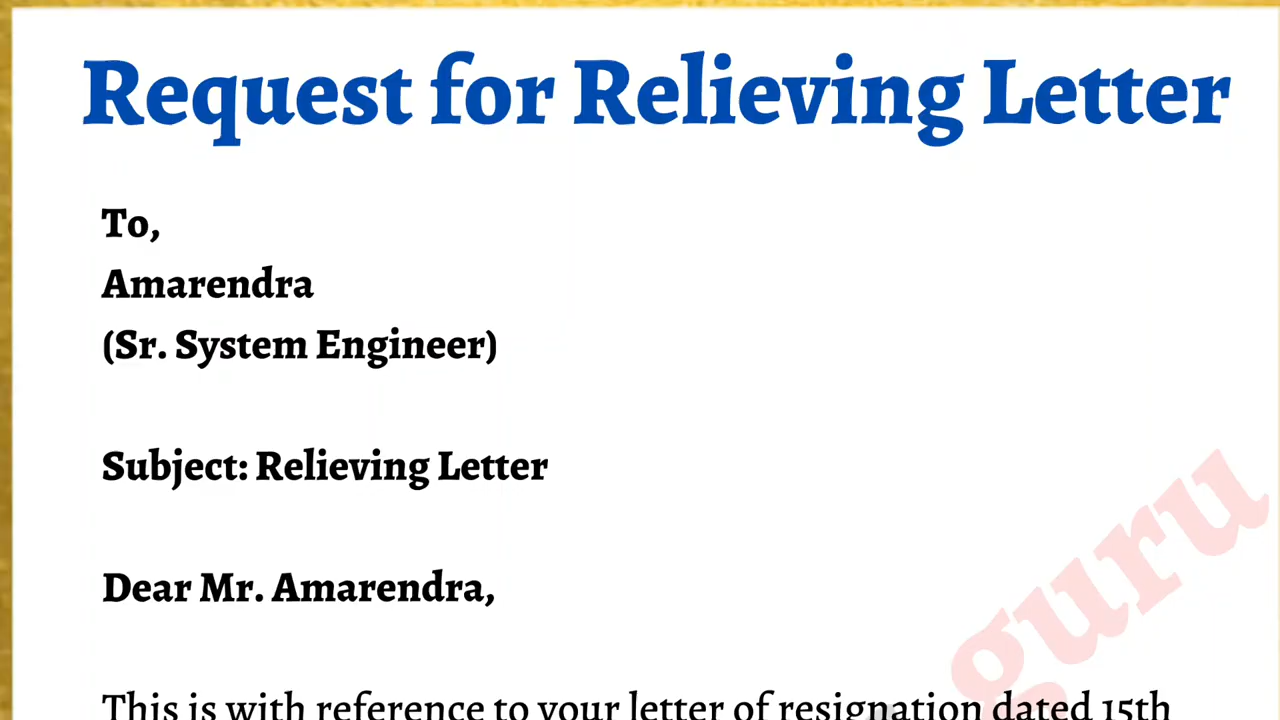 Request for Relieving Letter
To,
Amarendra
(Sr. System Engineer)
Subject: Relieving Letter
Dear Mr. Amarendra,
This is with reference to your letter of resignation dated 15th
guru